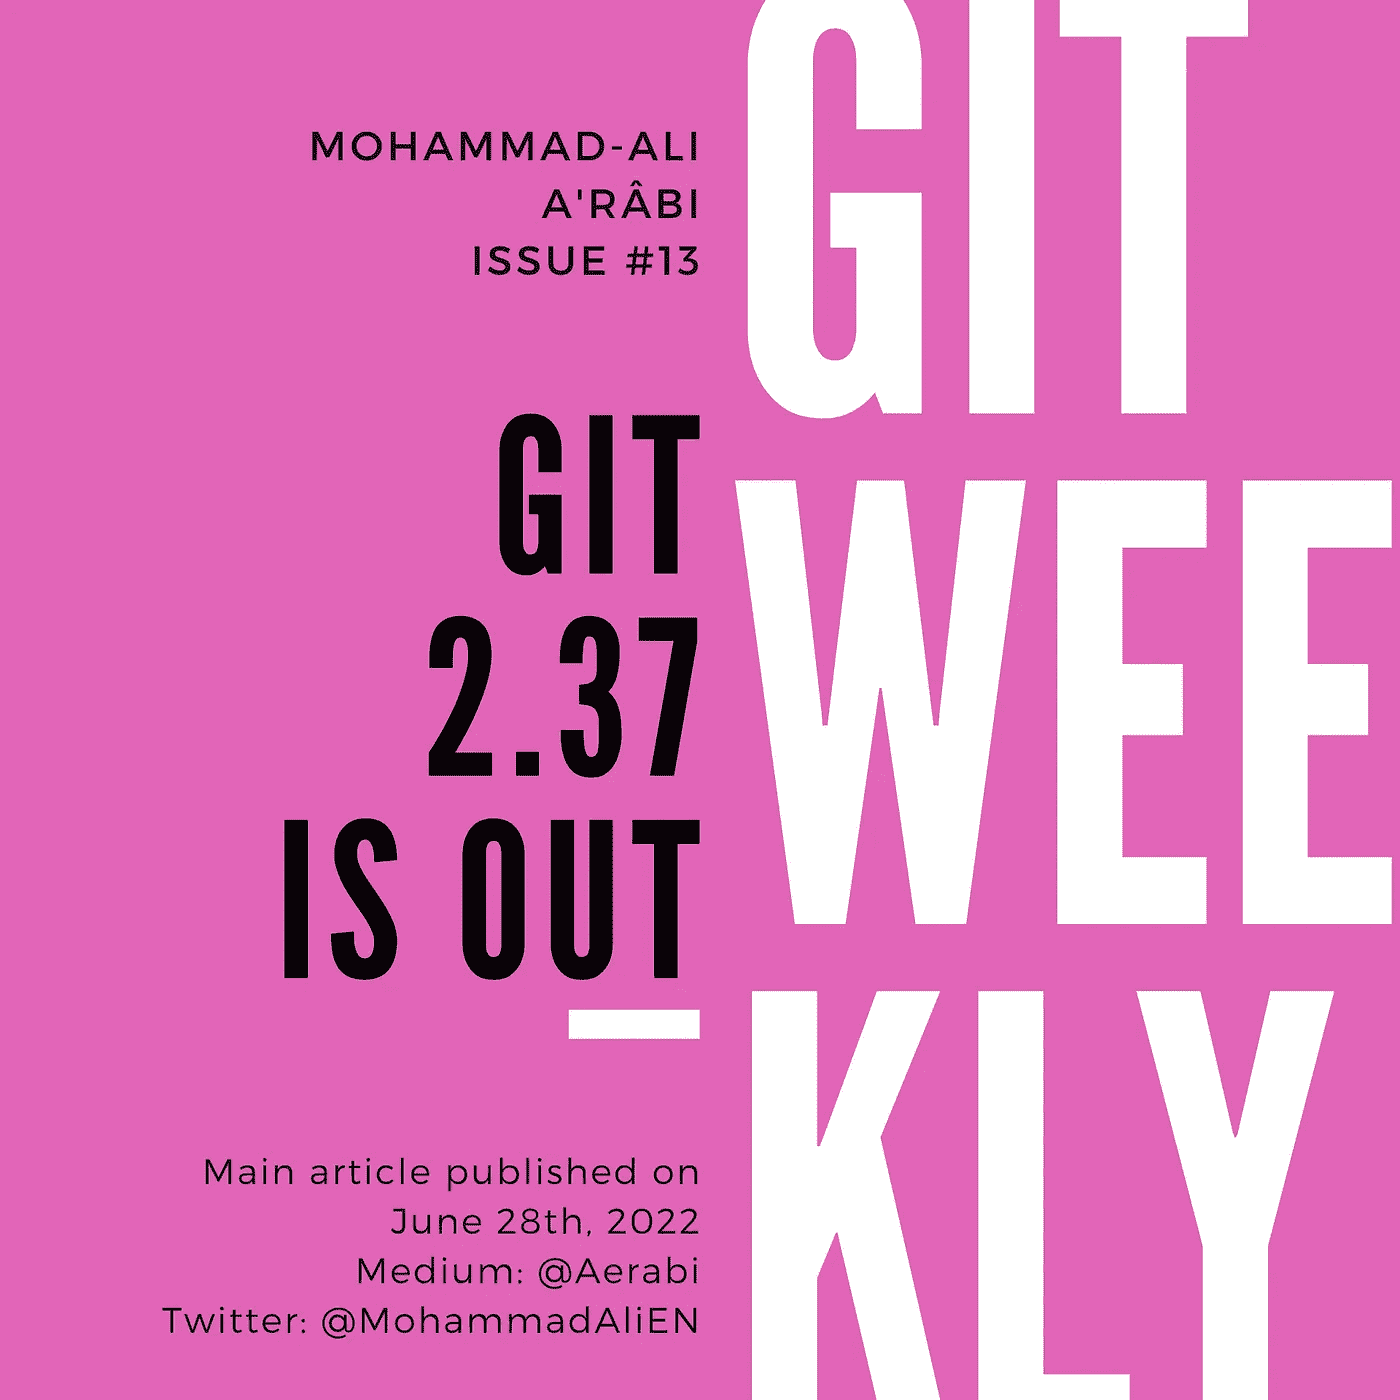 MOHAMMAD-ALI
A'RÂBI
ISSUE #13
GIT
2.37
IS OUT
Main article published on
June 28th, 2022
Medium: @Aerabi
Twitter: @MohammadAliEN
GIT
WEE
KLY